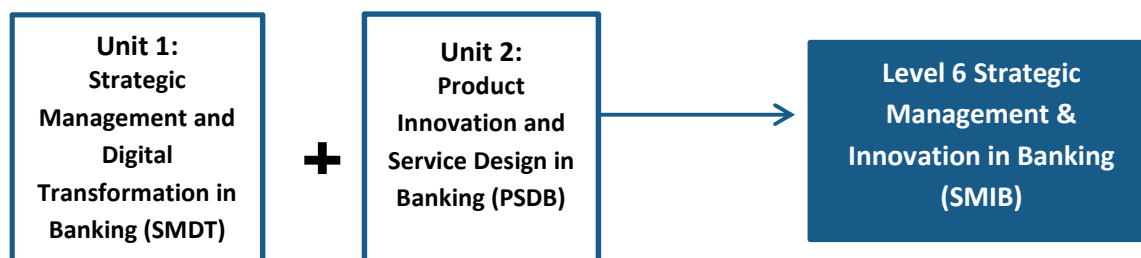 Unit 1:
Strategic
Management and
Digital
Transformation in
Banking (SMDT)
+
Unit 2:
Product
Innovation and
Service Design in
Banking (PSDB)
Level 6 Strategic
Management &
Innovation in Banking
(SMIB)